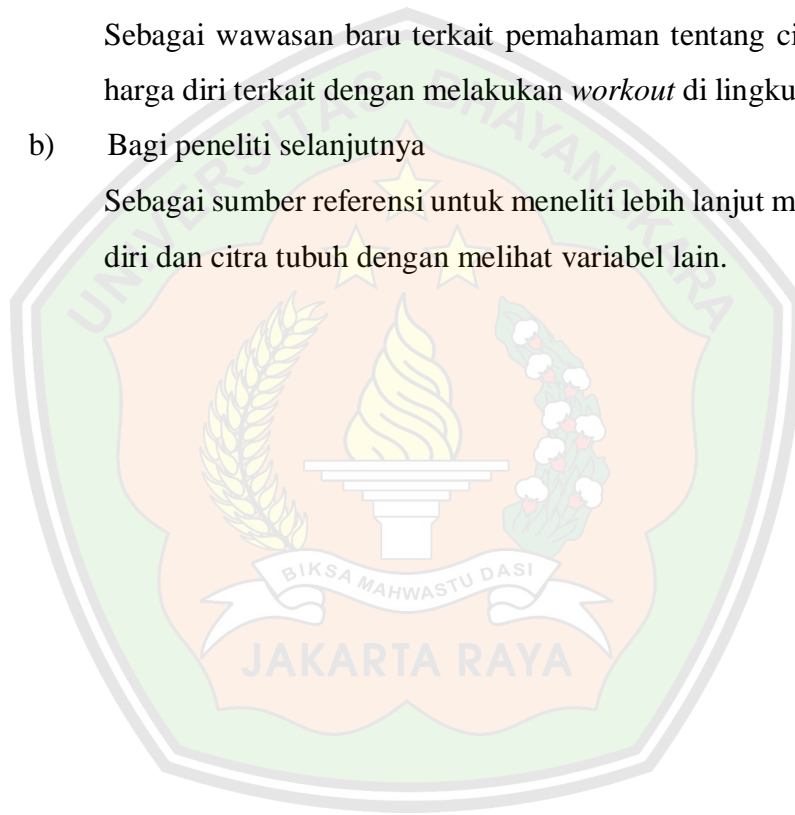 Sebagai wawasan baru terkait pemahaman tentang ci
harga diri terkait dengan melakukan workout di lingku
b) Bagi peneliti selanjutnya
Sebagai sumber referensi untuk meneliti lebih lanjut m
diri dan citra tubuh dengan melihat variabel lain.
UNIVERSITAS BHAYANGKARA
BIKSA MAHWASTU DASI
JAKARTA RAYA